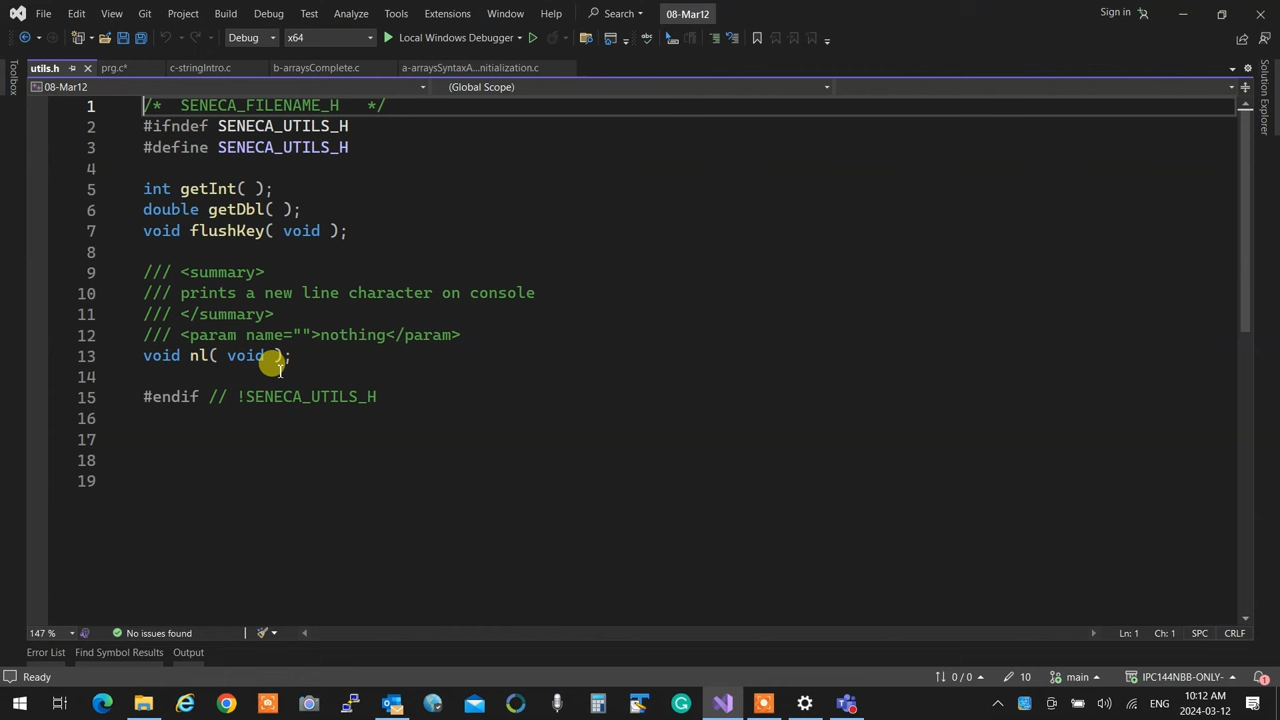 File Edit View Git Project Build Debug Test Analyze Tools Extensions Window Help Search 08-Mar12 Sign in
Debug x64 Local Windows Debugger
utils.h prg.c* c-stringIntro.c b-arraysComplete.c a-arraysSyntaxA...nitialization.c
08-Mar12 (Global Scope)
Toolbox
Solution Explorer
1 /* SENECA_FILENAME_H */
2 #ifndef SENECA_UTILS_H
3 #define SENECA_UTILS_H
4
5 int getInt( );
6 double getDbl( );
7 void flushKey( void );
8
9 /// <summary>
10 /// prints a new line character on console
11 /// </summary>
12 /// <param name="">nothing</param>
13 void nl( void );
14
15 #endif // !SENECA_UTILS_H
16
17
18
19
147 % No issues found Ln: 1 Ch: 1 SPC CRLF
Error List Find Symbol Results Output
Ready 0 / 0 10 main IPC144NBB-ONLY- 1
ENG 10:12 AM
2024-03-12